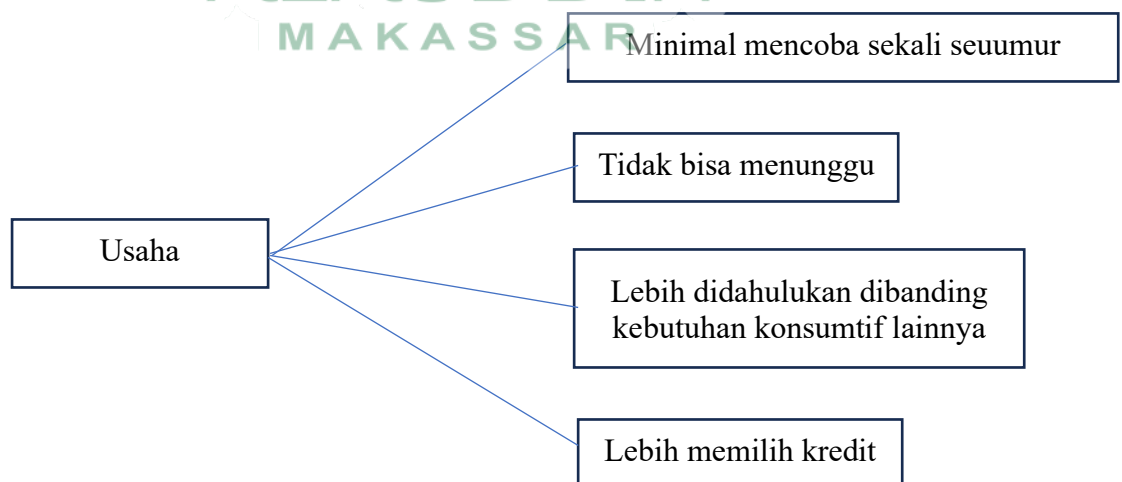 MAKASSAR
Minimal mencoba sekali seuumur
Tidak bisa menunggu
Usaha
Lebih didahulukan dibanding
kebutuhan konsumtif lainnya
Lebih memilih kredit